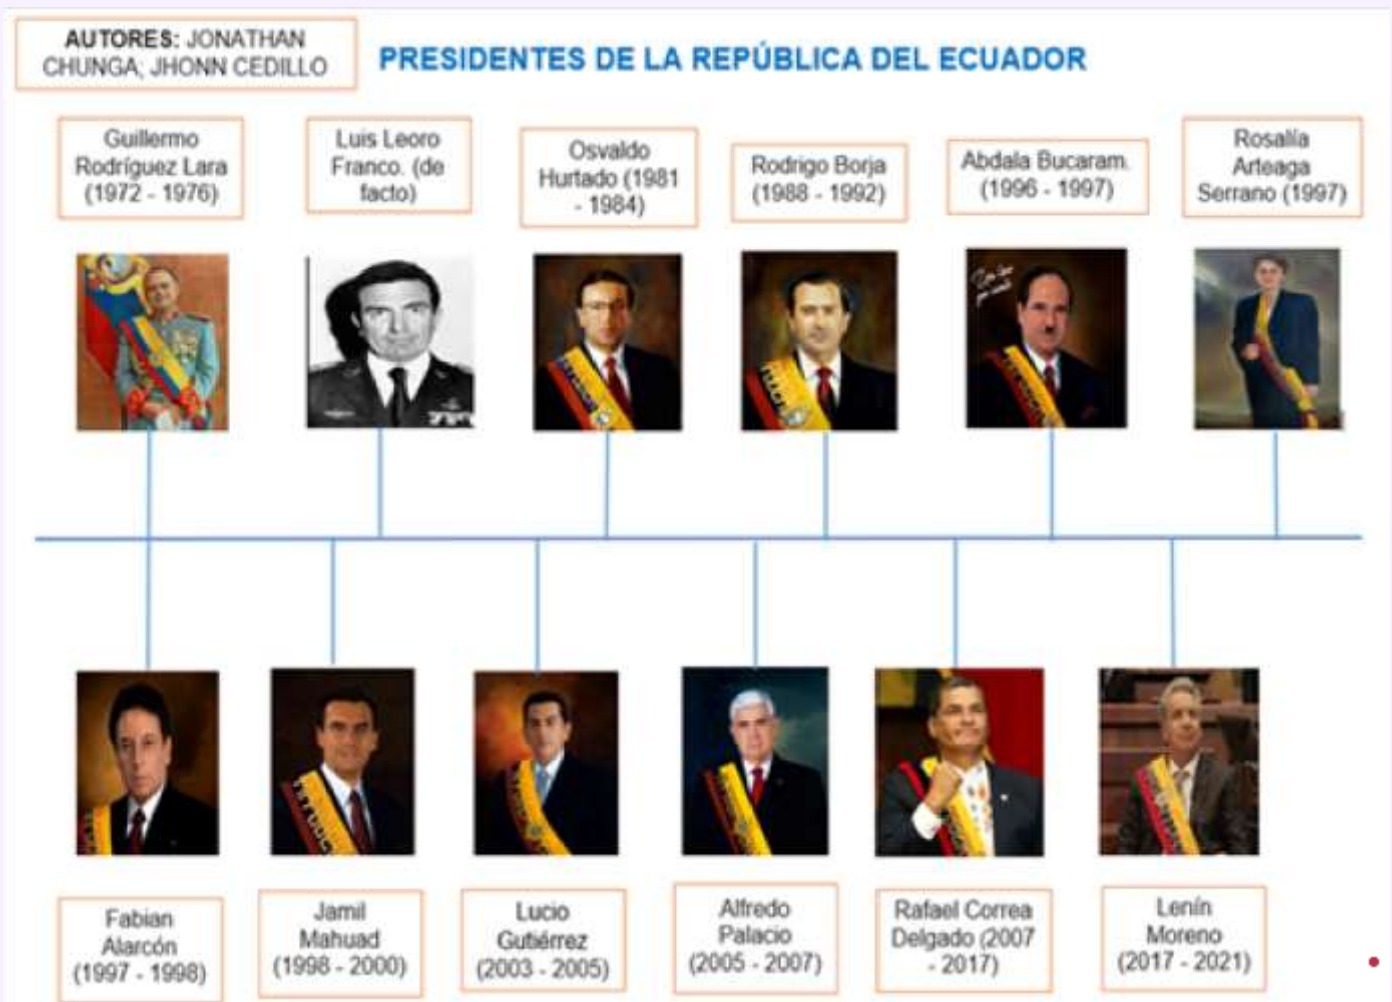 AUTORES: JONATHAN
CHUNGA; JHONN CEDILLO
PRESIDENTES DE LA REPÚBLICA DEL ECUADOR
Guillermo
Rodríguez Lara
(1972 - 1976)
Luis Leoro
Franco. (de
facto)
Osvaldo
Hurtado (1981
- 1984)
Rodrigo Borja
(1988 - 1992)
Abdala Bucaram.
(1996 - 1997)
Rosalía
Arteaga
Serrano (1997)
Fabian
Alarcón
(1997 - 1998)
Jamil
Mahuad
(1998 - 2000)
Lucio
Gutiérrez
(2003 - 2005)
Alfredo
Palacio
(2005 - 2007)
Rafael Correa
Delgado (2007
- 2017)
Lenín
Moreno
(2017 - 2021)